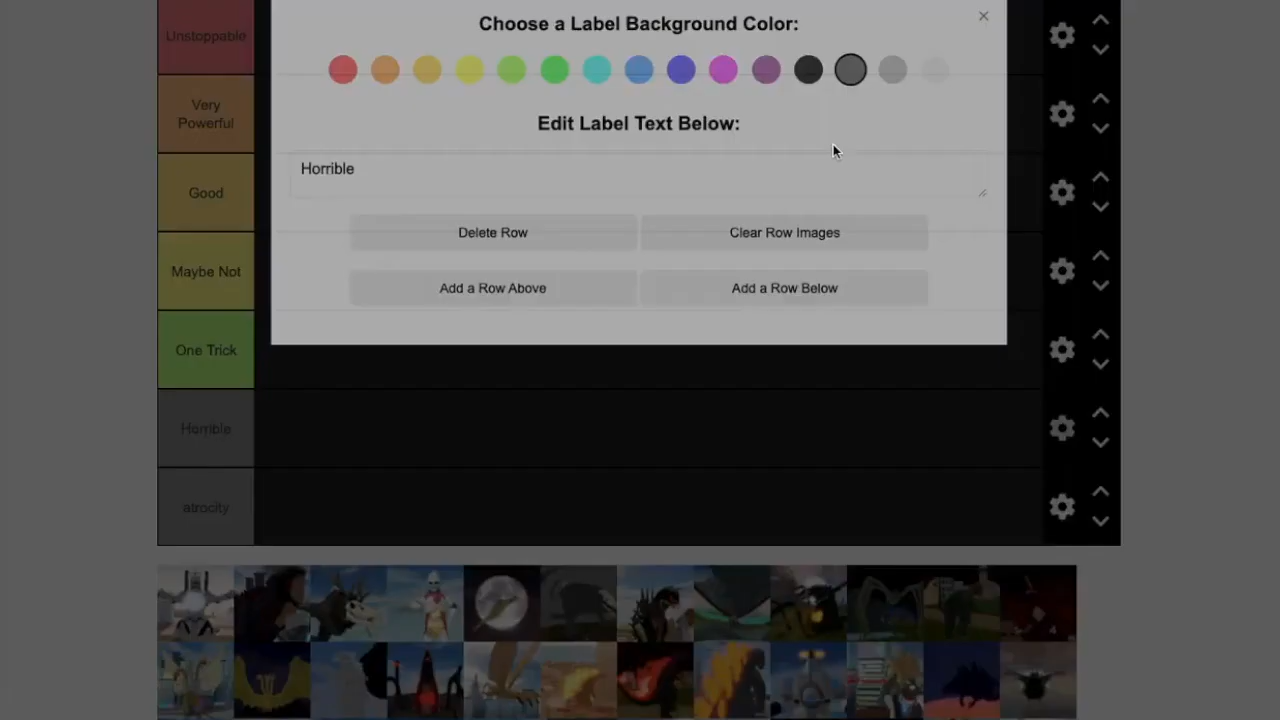 Choose a Label Background Color:
×
Unstoppable
Very
Powerful
Edit Label Text Below:
Horrible
Good
Delete Row
Clear Row Images
Maybe Not
Add a Row Above
Add a Row Below
One Trick
Horrible
atrocity